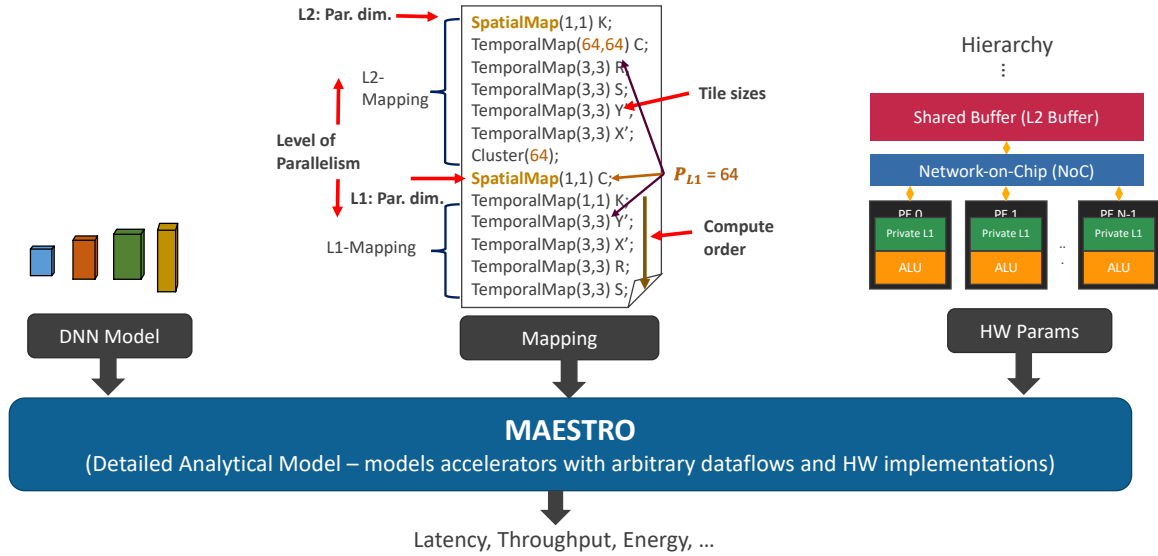 L2: Par. dim.
SpatialMap(1,1) K;
TemporalMap(64,64) C;
TemporalMap(3,3) R;
TemporalMap(3,3) S;
TemporalMap(3,3) Y';
TemporalMap(3,3) X';
Cluster(64);
SpatialMap(1,1) C;
TemporalMap(1,1) K;
TemporalMap(3,3) Y';
TemporalMap(3,3) X';
TemporalMap(3,3) R;
TemporalMap(3,3) S;
L2-
Mapping
Level of
Parallelism
L1: Par. dim.
L1-Mapping
Tile sizes
P_{L1} = 64
Compute
order
Hierarchy
⋮
Shared Buffer (L2 Buffer)
Network-on-Chip (NoC)
PE 0
Private L1
ALU
PE 1
Private L1
ALU
..
.
PE N-1
Private L1
ALU
DNN Model
Mapping
HW Params
MAESTRO
(Detailed Analytical Model – models accelerators with arbitrary dataflows and HW implementations)
Latency, Throughput, Energy, ...